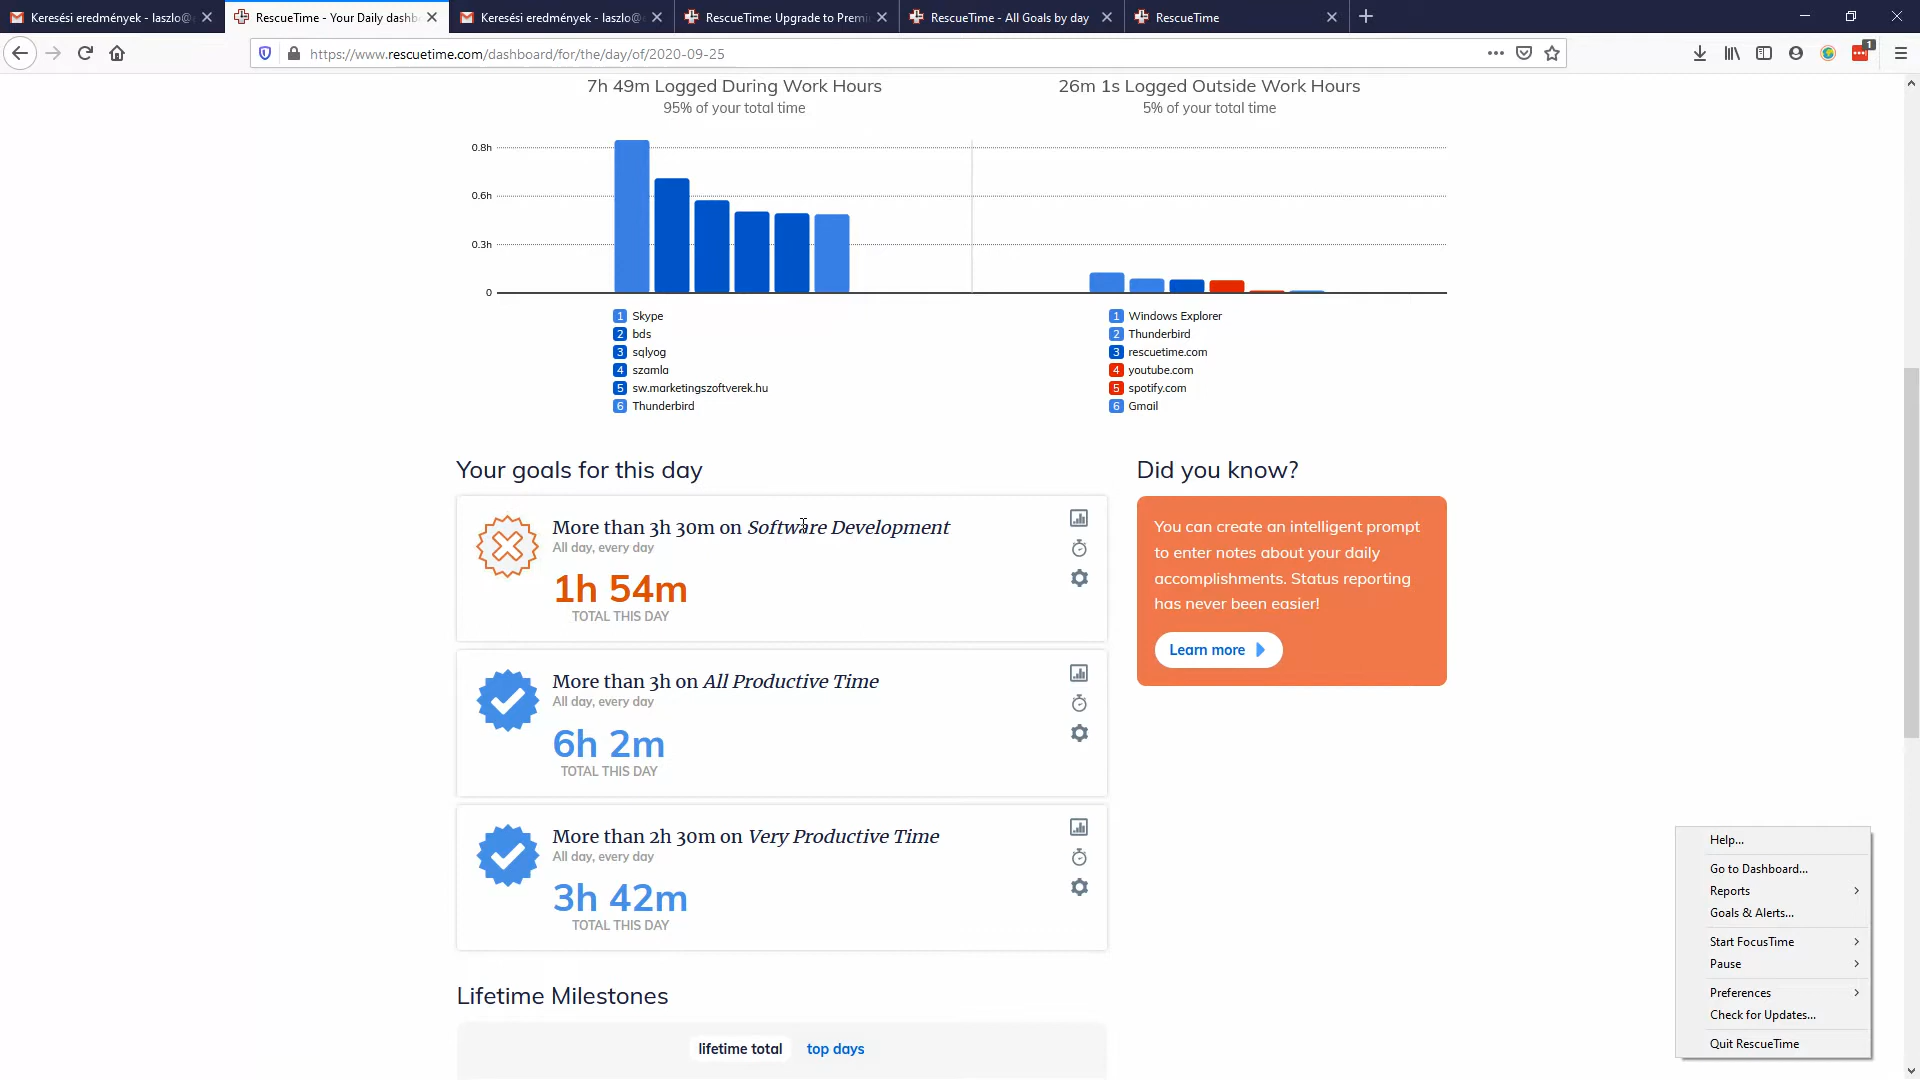 Keresési eredmények - laszlo@
RescueTime - Your Daily dashb
Keresési eredmények - laszlo@
RescueTime: Upgrade to Premi
RescueTime - All Goals by day
RescueTime
https://www.rescuetime.com/dashboard/for/the/day/of/2020-09-25
1
7h 49m Logged During Work Hours
95% of your total time
26m 1s Logged Outside Work Hours
5% of your total time
0.8h
0.6h
0.3h
0
1 Skype
2 bds
3 sqlyog
4 szamla
5 sw.marketingszoftverek.hu
6 Thunderbird
1 Windows Explorer
2 Thunderbird
3 rescuetime.com
4 youtube.com
5 spotify.com
6 Gmail
Your goals for this day
More than 3h 30m on Software Development
All day, every day
1h 54m
TOTAL THIS DAY
More than 3h on All Productive Time
All day, every day
6h 2m
TOTAL THIS DAY
More than 2h 30m on Very Productive Time
All day, every day
3h 42m
TOTAL THIS DAY
Did you know?
You can create an intelligent prompt
to enter notes about your daily
accomplishments. Status reporting
has never been easier!
Learn more
Lifetime Milestones
lifetime total
top days
Help...
Go to Dashboard...
Reports
Goals & Alerts...
Start FocusTime
Pause
Preferences
Check for Updates...
Quit RescueTime